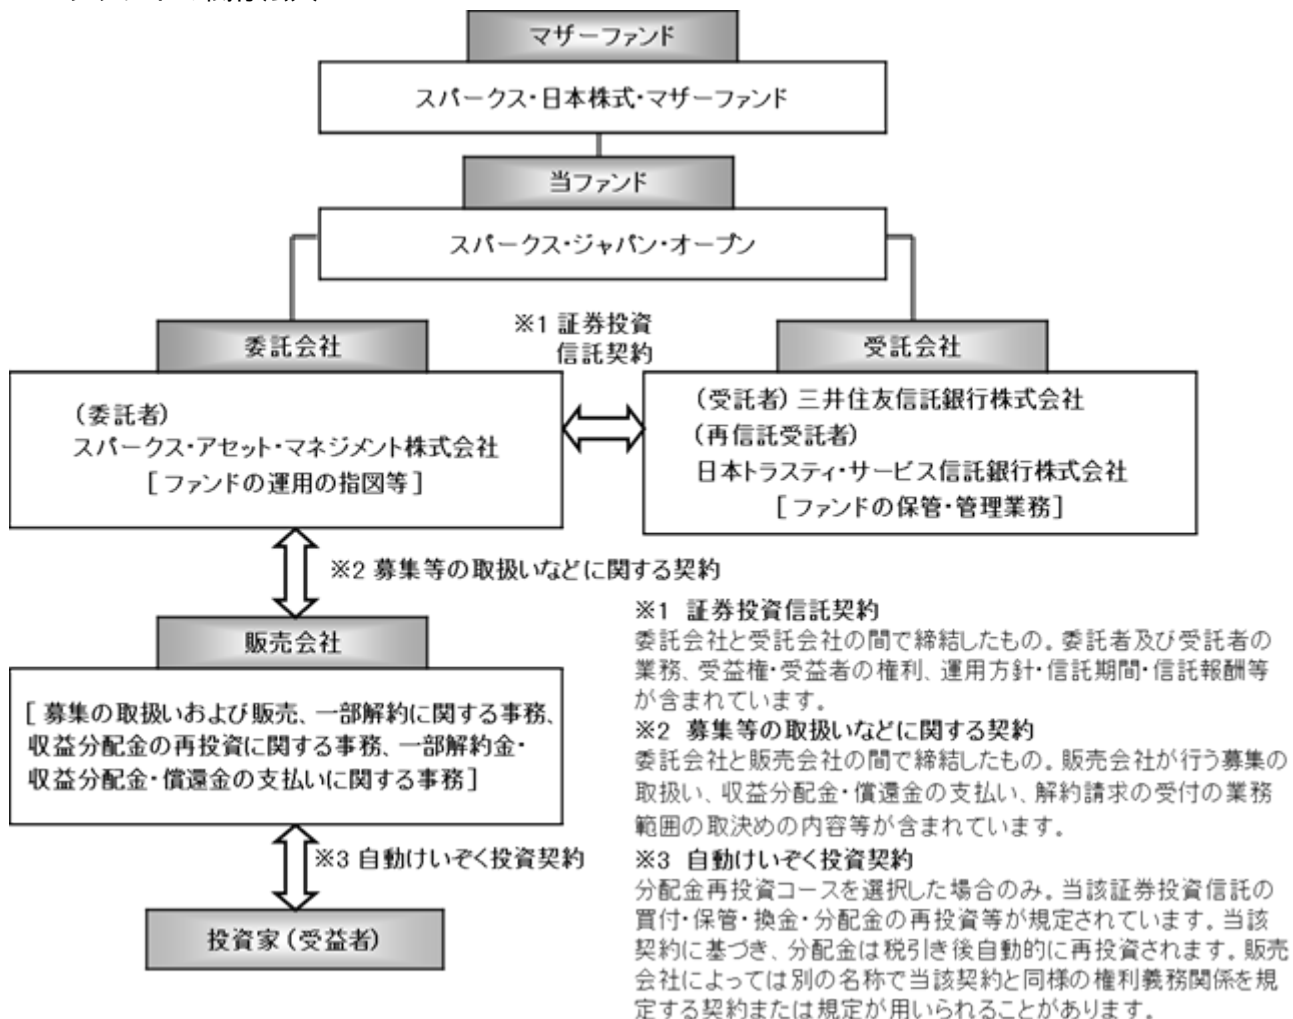 マザーファンド
スパークス・日本株式・マザーファンド
当ファンド
スパークス・ジャパン・オープン
委託会社
(委託者)
スパークス・アセット・マネジメント株式会社
[ファンドの運用の指図等]
※1 証券投資
信託契約
受託会社
(受託者) 三井住友信託銀行株式会社
(再信託受託者)
日本トラスティ・サービス信託銀行株式会社
[ファンドの保管・管理業務]
※2 募集等の取扱いなどに関する契約
販売会社
[募集の取扱いおよび販売、一部解約に関する事務、
収益分配金の再投資に関する事務、一部解約金・
収益分配金・償還金の支払いに関する事務]
※3 自動けいぞく投資契約
投資家(受益者)
※1 証券投資信託契約
委託会社と受託会社の間で締結したもの。委託者及び受託者の
業務、受益権・受益者の権利、運用方針・信託期間・信託報酬等
が含まれています。
※2 募集等の取扱いなどに関する契約
委託会社と販売会社の間で締結したもの。販売会社が行う募集の
取扱い、収益分配金・償還金の支払い、解約請求の受付の業務
範囲の取決めの内容等が含まれています。
※3 自動けいぞく投資契約
分配金再投資コースを選択した場合のみ。当該証券投資信託の
買付・保管・換金・分配金の再投資等が規定されています。当該
契約に基づき、分配金は税引き後自動的に再投資されます。販売
会社によっては別の名称で当該契約と同様の権利義務関係を規
定する契約または規定が用いられることがあります。